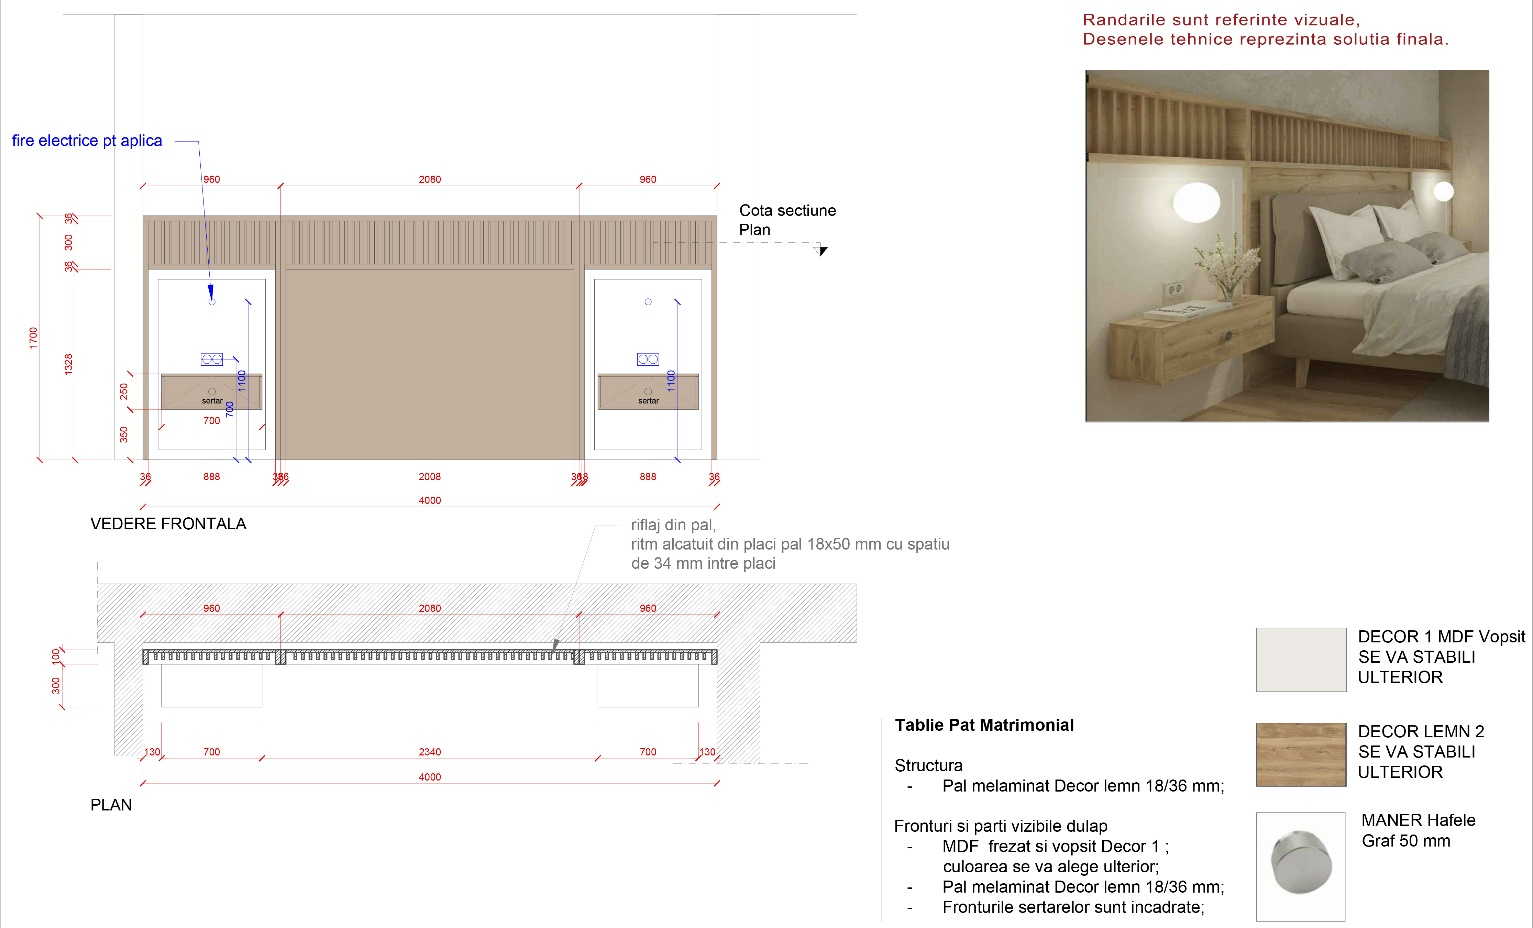 Randarile sunt referinte vizuale,
Desenele tehnice reprezinta solutia finala.
fire electrice pt aplica
960
2080
960
Cota sectiune
Plan
36
300
36
1700
1328
250
350
700
1100
700
1100
sertar
sertar
36
888
36
2008
36
888
36
4000
VEDERE FRONTALA
riflaj din pal,
ritm alcatuit din placi pal 18x50 mm cu spatiu
de 34 mm intre placi
960
2080
960
100
300
130
700
2340
700
130
4000
PLAN
Tablie Pat Matrimonial
Structura
- Pal melaminat Decor lemn 18/36 mm;
Fronturi si parti vizibile dulap
- MDF frezat si vopsit Decor 1 ;
culoarea se va alege ulterior;
- Pal melaminat Decor lemn 18/36 mm;
- Fronturile sertarelor sunt incadrate;
DECOR 1 MDF Vopsit
SE VA STABILI
ULTERIOR
DECOR LEMN 2
SE VA STABILI
ULTERIOR
MANER Hafele
Graf 50 mm